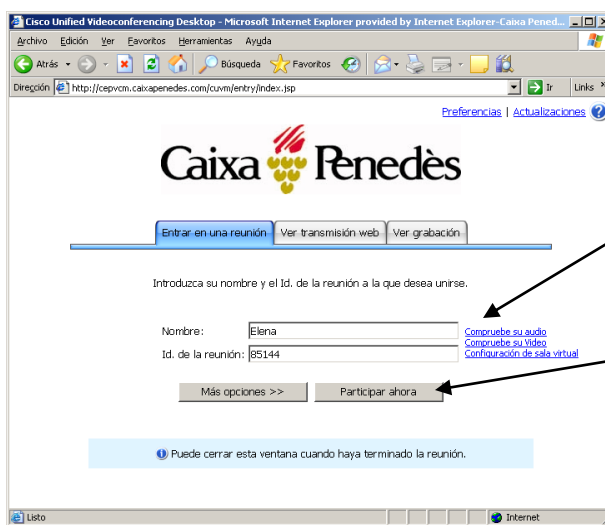 Cisco Unified Videoconferencing Desktop - Microsoft Internet Explorer provided by Internet Explorer-Caixa Pened...
Archivo Edición Ver Favoritos Herramientas Ayuda
Atrás Búsqueda Favoritos
Dirección http://cepvcm.caixapenedes.com/cuvm/entry/index.jsp Ir Links »
Preferencias | Actualizaciones ?
Caixa Penedès
Entrar en una reunión Ver transmisión web Ver grabación
Introduzca su nombre y el Id. de la reunión a la que desea unirse.
Nombre: Elena Compruebe su audio
Compruebe su Video
Id. de la reunión: 85144 Configuración de sala virtual
Más opciones >> Participar ahora
Puede cerrar esta ventana cuando haya terminado la reunión.
Listo Internet